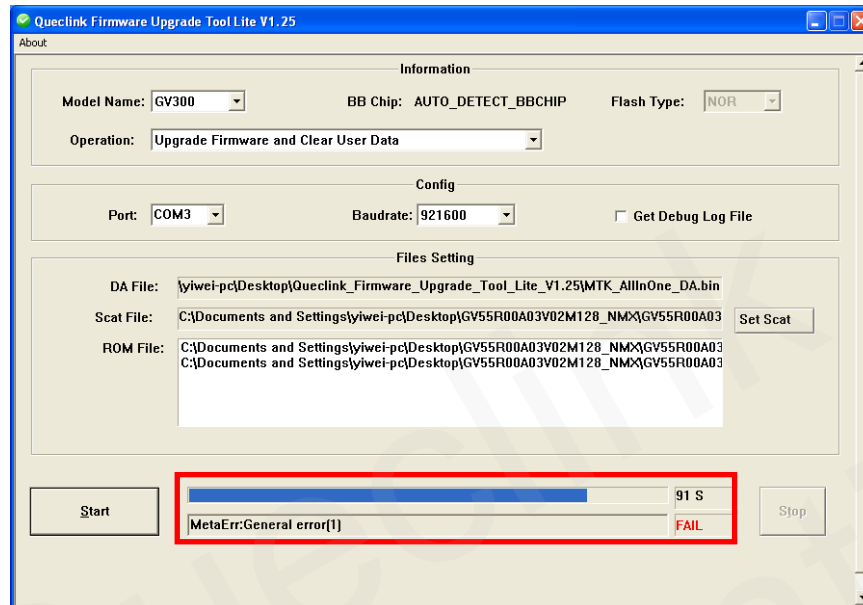 Queclink Firmware Upgrade Tool Lite V1.25
About
Information
Model Name: GV300 BB Chip: AUTO_DETECT_BBCHIP Flash Type: NOR
Operation: Upgrade Firmware and Clear User Data
Config
Port: COM3 Baudrate: 921600 Get Debug Log File
Files Setting
DA File: \yiwei-pc\Desktop\Queclink_Firmware_Upgrade_Tool_Lite_V1.25\MTK_AllInOne_DA.bin
Scat File: C:\Documents and Settings\yiwei-pc\Desktop\GV55R00A03V02M128_NMX\GV55R00A03 Set Scat
ROM File: C:\Documents and Settings\yiwei-pc\Desktop\GV55R00A03V02M128_NMX\GV55R00A03
C:\Documents and Settings\yiwei-pc\Desktop\GV55R00A03V02M128_NMX\GV55R00A03
91 S
Start Stop
MetaErr:General error(1) FAIL